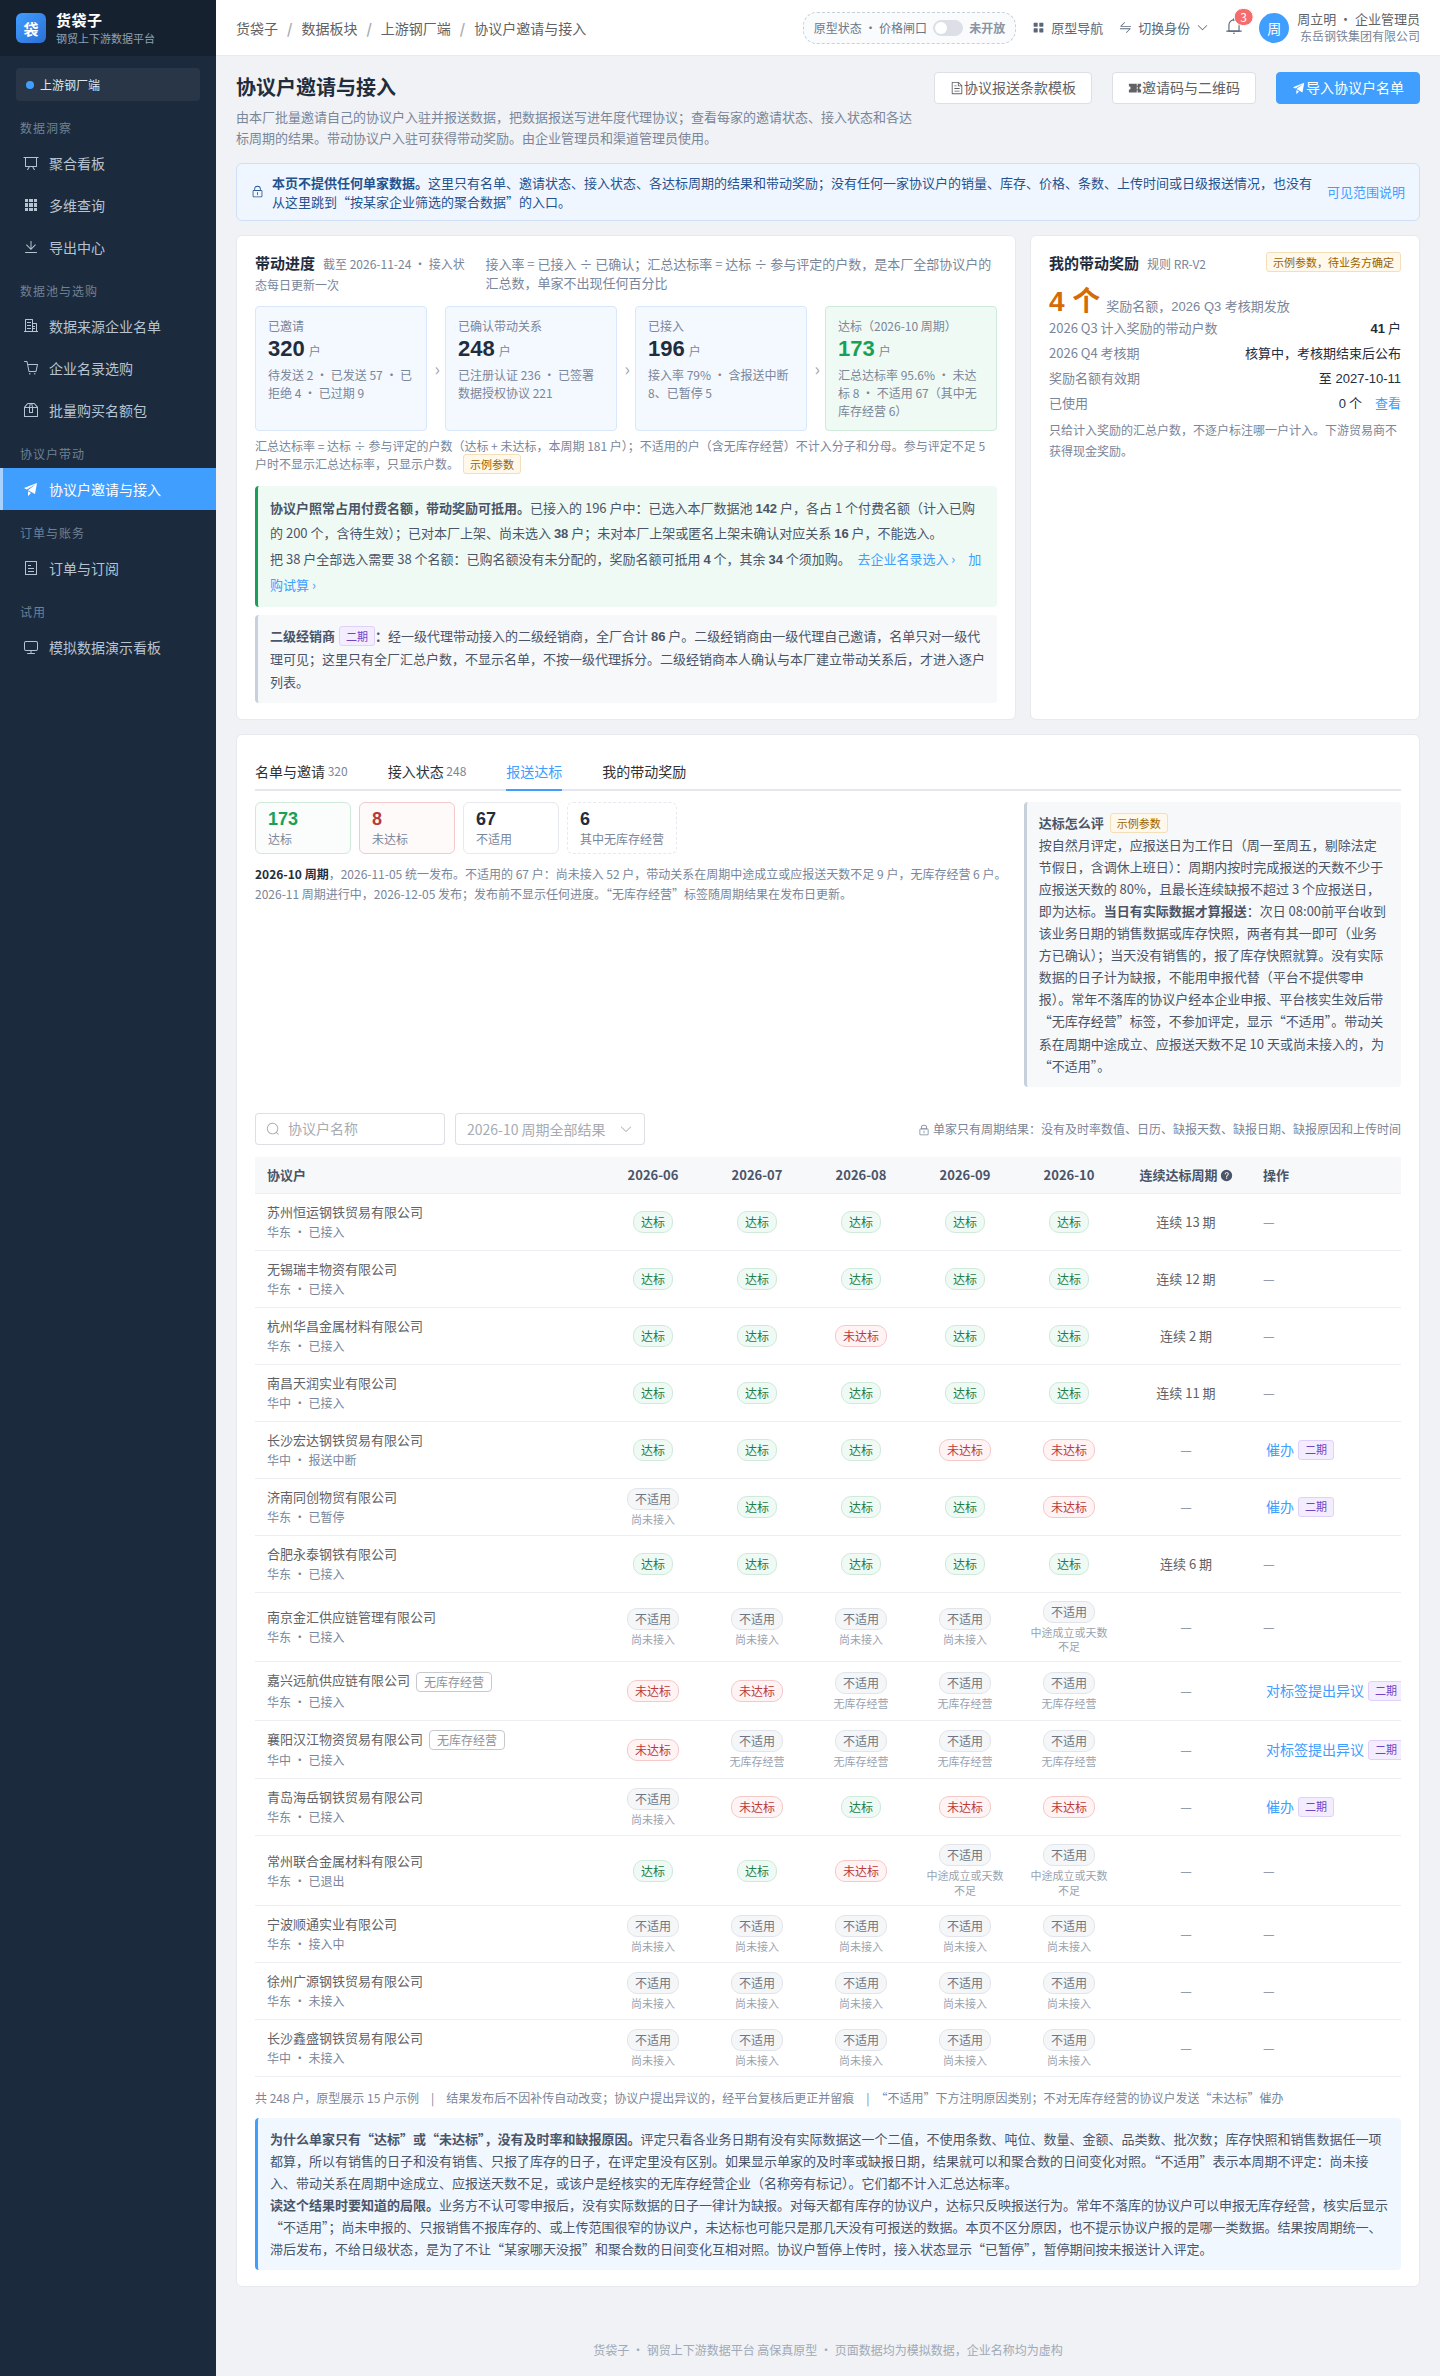 袋
货袋子
钢贸上下游数据平台
上游钢厂端
数据洞察
聚合看板
多维查询
导出中心
数据池与选购
数据来源企业名单
企业名录选购
批量购买名额包
协议户带动
协议户邀请与接入
订单与账务
订单与订阅
试用
模拟数据演示看板
货袋子 / 数据板块 / 上游钢厂端 / 协议户邀请与接入
原型状态 · 价格闸口 未开放
原型导航
切换身份
3
周
周立明 · 企业管理员
东岳钢铁集团有限公司
协议户邀请与接入
协议报送条款模板
邀请码与二维码
导入协议户名单
由本厂批量邀请自己的协议户入驻并报送数据，把数据报送写进年度代理协议；查看每家的邀请状态、接入状态和各达
标周期的结果。带动协议户入驻可获得带动奖励。由企业管理员和渠道管理员使用。
本页不提供任何单家数据。这里只有名单、邀请状态、接入状态、各达标周期的结果和带动奖励；没有任何一家协议户的销量、库存、价格、条数、上传时间或日级报送情况，也没有
从这里跳到“按某家企业筛选的聚合数据”的入口。
可见范围说明
带动进度 截至 2026-11-24 · 接入状
态每日更新一次
接入率 = 已接入 ÷ 已确认；汇总达标率 = 达标 ÷ 参与评定的户数，是本厂全部协议户的
汇总数，单家不出现任何百分比
已邀请
320 户
待发送 2 · 已发送 57 · 已
拒绝 4 · 已过期 9
›
已确认带动关系
248 户
已注册认证 236 · 已签署
数据授权协议 221
›
已接入
196 户
接入率 79% · 含报送中断
8、已暂停 5
›
达标（2026-10 周期）
173 户
汇总达标率 95.6% · 未达
标 8 · 不适用 67（其中无
库存经营 6）
汇总达标率 = 达标 ÷ 参与评定的户数（达标 + 未达标，本周期 181 户）；不适用的户（含无库存经营）不计入分子和分母。参与评定不足 5
户时不显示汇总达标率，只显示户数。 示例参数
协议户照常占用付费名额，带动奖励可抵用。已接入的 196 户中：已选入本厂数据池 142 户，各占 1 个付费名额（计入已购
的 200 个，含待生效）；已对本厂上架、尚未选入 38 户；未对本厂上架或匿名上架未确认对应关系 16 户，不能选入。
把 38 户全部选入需要 38 个名额：已购名额没有未分配的，奖励名额可抵用 4 个，其余 34 个须加购。 去企业名录选入 › 加
购试算 ›
二级经销商 二期 ：经一级代理带动接入的二级经销商，全厂合计 86 户。二级经销商由一级代理自己邀请，名单只对一级代
理可见；这里只有全厂汇总户数，不显示名单，不按一级代理拆分。二级经销商本人确认与本厂建立带动关系后，才进入逐户
列表。
我的带动奖励 规则 RR-V2 示例参数，待业务方确定
4 个 奖励名额，2026 Q3 考核期发放
2026 Q3 计入奖励的带动户数 41 户
2026 Q4 考核期 核算中，考核期结束后公布
奖励名额有效期 至 2027-10-11
已使用 0 个 查看
只给计入奖励的汇总户数，不逐户标注哪一户计入。下游贸易商不
获得现金奖励。
名单与邀请 320 接入状态 248 报送达标 我的带动奖励
173
达标
8
未达标
67
不适用
6
其中无库存经营
2026-10 周期，2026-11-05 统一发布。不适用的 67 户：尚未接入 52 户，带动关系在周期中途成立或应报送天数不足 9 户，无库存经营 6 户。
2026-11 周期进行中，2026-12-05 发布；发布前不显示任何进度。“无库存经营”标签随周期结果在发布日更新。
达标怎么评 示例参数
按自然月评定，应报送日为工作日（周一至周五，剔除法定
节假日，含调休上班日）：周期内按时完成报送的天数不少于
应报送天数的 80%，且最长连续缺报不超过 3 个应报送日，
即为达标。当日有实际数据才算报送：次日 08:00前平台收到
该业务日期的销售数据或库存快照，两者有其一即可（业务
方已确认）；当天没有销售的，报了库存快照就算。没有实际
数据的日子计为缺报，不能用申报代替（平台不提供零申
报）。常年不落库的协议户经本企业申报、平台核实生效后带
“无库存经营”标签，不参加评定，显示“不适用”。带动关
系在周期中途成立、应报送天数不足 10 天或尚未接入的，为
“不适用”。
协议户名称
2026-10 周期全部结果
单家只有周期结果：没有及时率数值、日历、缺报天数、缺报日期、缺报原因和上传时间
协议户 2026-06 2026-07 2026-08 2026-09 2026-10 连续达标周期 操作
苏州恒运钢铁贸易有限公司
华东 · 已接入
达标 达标 达标 达标 达标 连续 13 期 —
无锡瑞丰物资有限公司
华东 · 已接入
达标 达标 达标 达标 达标 连续 12 期 —
杭州华昌金属材料有限公司
华东 · 已接入
达标 达标 未达标 达标 达标 连续 2 期 —
南昌天润实业有限公司
华中 · 已接入
达标 达标 达标 达标 达标 连续 11 期 —
长沙宏达钢铁贸易有限公司
华中 · 报送中断
达标 达标 达标 未达标 未达标 — 催办 二期
济南同创物贸有限公司
华东 · 已暂停
不适用 达标 达标 达标 未达标 — 催办 二期
尚未接入
合肥永泰钢铁有限公司
华东 · 已接入
达标 达标 达标 达标 达标 连续 6 期 —
南京金汇供应链管理有限公司
华东 · 已接入
不适用 不适用 不适用 不适用 不适用 — —
尚未接入 尚未接入 尚未接入 尚未接入 中途成立或天数
不足
嘉兴远航供应链有限公司 无库存经营
华东 · 已接入
未达标 未达标 不适用 不适用 不适用 — 对标签提出异议 二期
无库存经营 无库存经营 无库存经营
襄阳汉江物资贸易有限公司 无库存经营
华中 · 已接入
未达标 不适用 不适用 不适用 不适用 — 对标签提出异议 二期
无库存经营 无库存经营 无库存经营 无库存经营
青岛海岳钢铁贸易有限公司
华东 · 已接入
不适用 未达标 达标 未达标 未达标 — 催办 二期
尚未接入
常州联合金属材料有限公司
华东 · 已退出
达标 达标 未达标 不适用 不适用 — —
中途成立或天数 中途成立或天数
不足 不足
宁波顺通实业有限公司
华东 · 接入中
不适用 不适用 不适用 不适用 不适用 — —
尚未接入 尚未接入 尚未接入 尚未接入 尚未接入
徐州广源钢铁贸易有限公司
华东 · 未接入
不适用 不适用 不适用 不适用 不适用 — —
尚未接入 尚未接入 尚未接入 尚未接入 尚未接入
长沙鑫盛钢铁贸易有限公司
华中 · 未接入
不适用 不适用 不适用 不适用 不适用 — —
尚未接入 尚未接入 尚未接入 尚未接入 尚未接入
共 248 户，原型展示 15 户示例 | 结果发布后不因补传自动改变；协议户提出异议的，经平台复核后更正并留痕 | “不适用”下方注明原因类别；不对无库存经营的协议户发送“未达标”催办
为什么单家只有“达标”或“未达标”，没有及时率和缺报原因。评定只看各业务日期有没有实际数据这一个二值，不使用条数、吨位、数量、金额、品类数、批次数；库存快照和销售数据任一项
都算，所以有销售的日子和没有销售、只报了库存的日子，在评定里没有区别。如果显示单家的及时率或缺报日期，结果就可以和聚合数的日间变化对照。“不适用”表示本周期不评定：尚未接
入、带动关系在周期中途成立、应报送天数不足，或该户是经核实的无库存经营企业（名称旁有标记）。它们都不计入汇总达标率。
读这个结果时要知道的局限。业务方不认可零申报后，没有实际数据的日子一律计为缺报。对每天都有库存的协议户，达标只反映报送行为。常年不落库的协议户可以申报无库存经营，核实后显示
“不适用”；尚未申报的、只报销售不报库存的、或上传范围很窄的协议户，未达标也可能只是那几天没有可报送的数据。本页不区分原因，也不提示协议户报的是哪一类数据。结果按周期统一、
滞后发布，不给日级状态，是为了不让“某家哪天没报”和聚合数的日间变化互相对照。协议户暂停上传时，接入状态显示“已暂停”，暂停期间按未报送计入评定。
货袋子 · 钢贸上下游数据平台 高保真原型 · 页面数据均为模拟数据，企业名称均为虚构